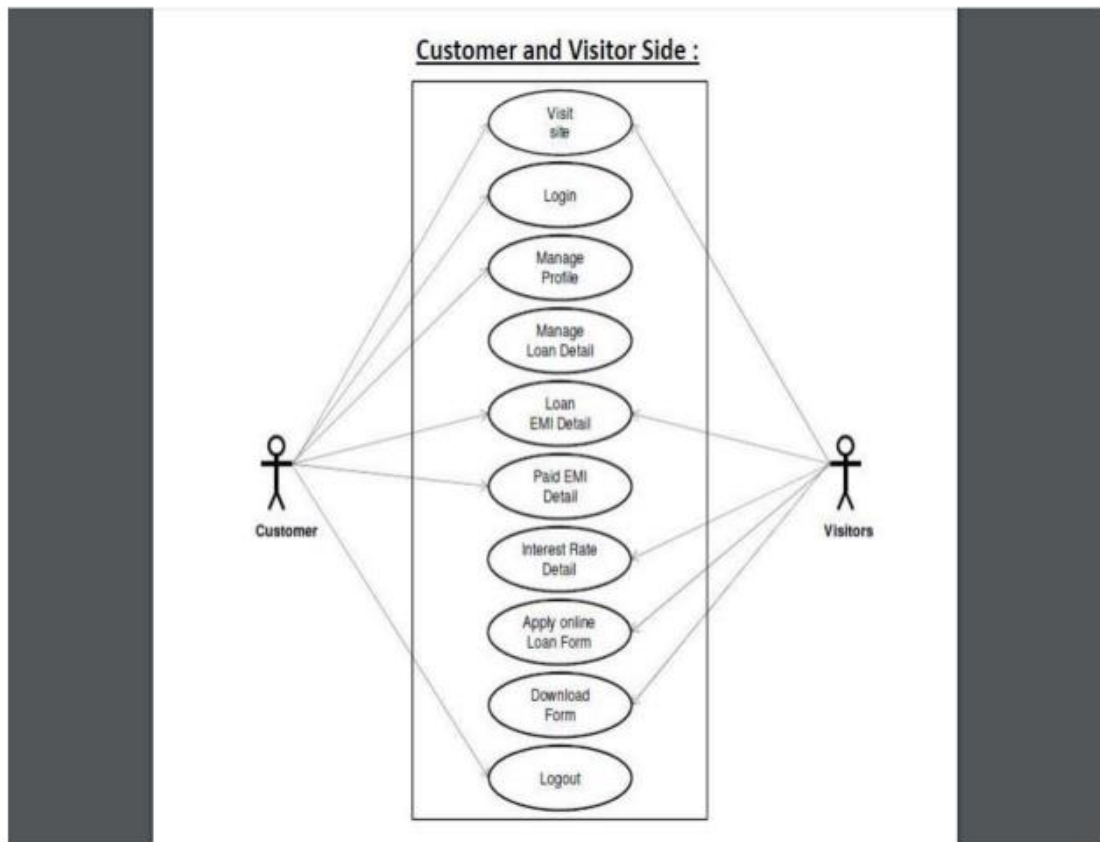 Customer and Visitor Side :
Visit
site
Login
Manage
Profile
Manage
Loan Detail
Loan
EMI Detail
Paid EMI
Detail
Customer
Visitors
Interest Rate
Detail
Apply online
Loan Form
Download
Form
Logout